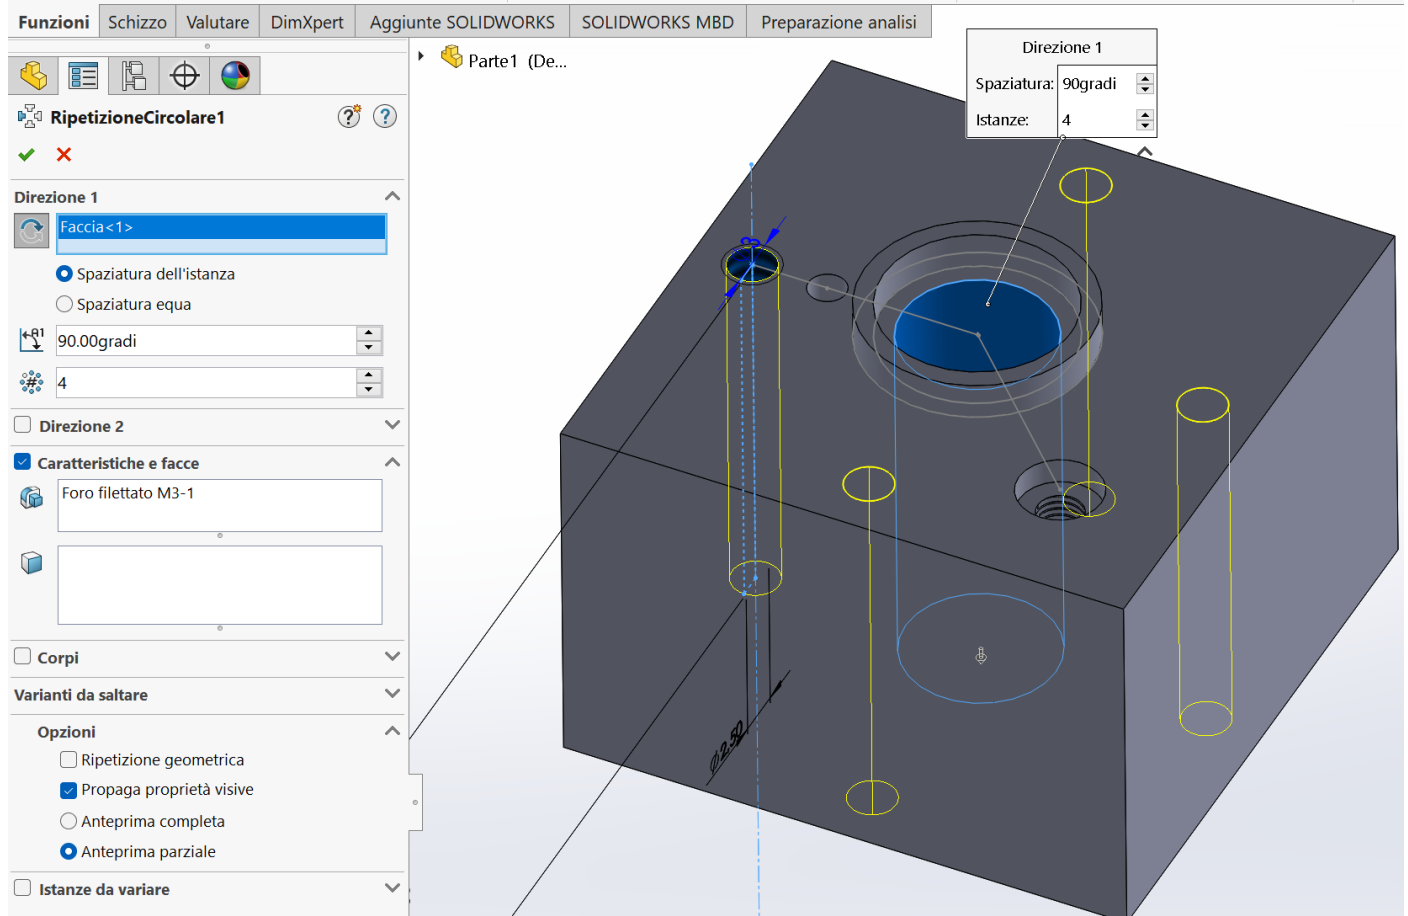 Funzioni
Schizzo
Valutare
DimXpert
Aggiunte SOLIDWORKS
SOLIDWORKS MBD
Preparazione analisi
Parte1 (De...
RipetizioneCircolare1
Direzione 1
Faccia<1>
Spaziatura dell'istanza
Spaziatura equa
90.00gradi
4
Direzione 2
Caratteristiche e facce
Foro filettato M3-1
Corpi
Varianti da saltare
Opzioni
Ripetizione geometrica
Propaga proprietà visive
Anteprima completa
Anteprima parziale
Istanze da variare
Direzione 1
Spaziatura: 90gradi
Istanze: 4
Ø2.50